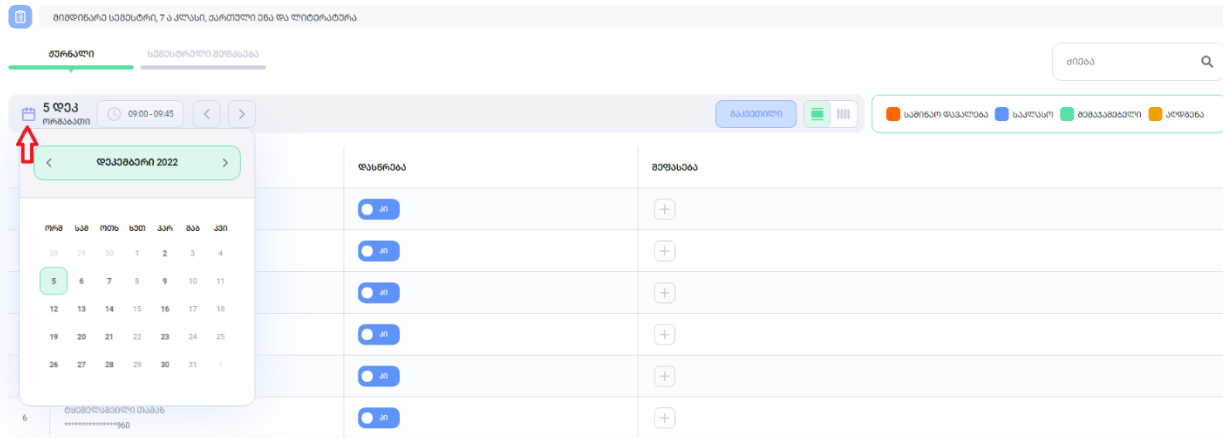 მიმდინარე სემესტრი, 7 ა კლასი, ქართული ენა და ლიტერატურა
ჟურნალი სემესტრული შეფასება
ძიება
5 დეკ
ორშაბათი
09:00 - 09:45
გაკვეთილი
საშინაო დავალება საკლასო შემაჯამებელი აღდგენა
დეკემბერი 2022
დასწრება შეფასება
ორშ სამ ოთხ ხუთ პარ შაბ კვი
28 29 30 1 2 3 4
5 6 7 8 9 10 11
12 13 14 15 16 17 18
19 20 21 22 23 24 25
26 27 28 29 30 31 1
კი
კი
კი
კი
კი
6 ტყემელაშვილი თამაზ
***************960
კი